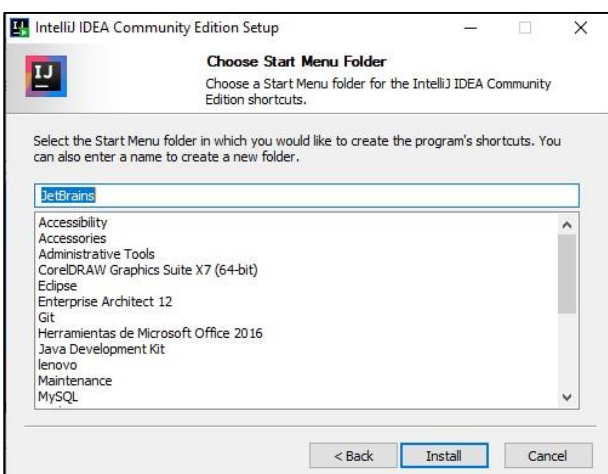 IntelliJ IDEA Community Edition Setup
IJ
Choose Start Menu Folder
Choose a Start Menu folder for the IntelliJ IDEA Community
Edition shortcuts.
Select the Start Menu folder in which you would like to create the program's shortcuts. You
can also enter a name to create a new folder.
JetBrains
Accessibility
Accessories
Administrative Tools
CorelDRAW Graphics Suite X7 (64-bit)
Eclipse
Enterprise Architect 12
Git
Herramientas de Microsoft Office 2016
Java Development Kit
lenovo
Maintenance
MySQL
< Back
Install
Cancel